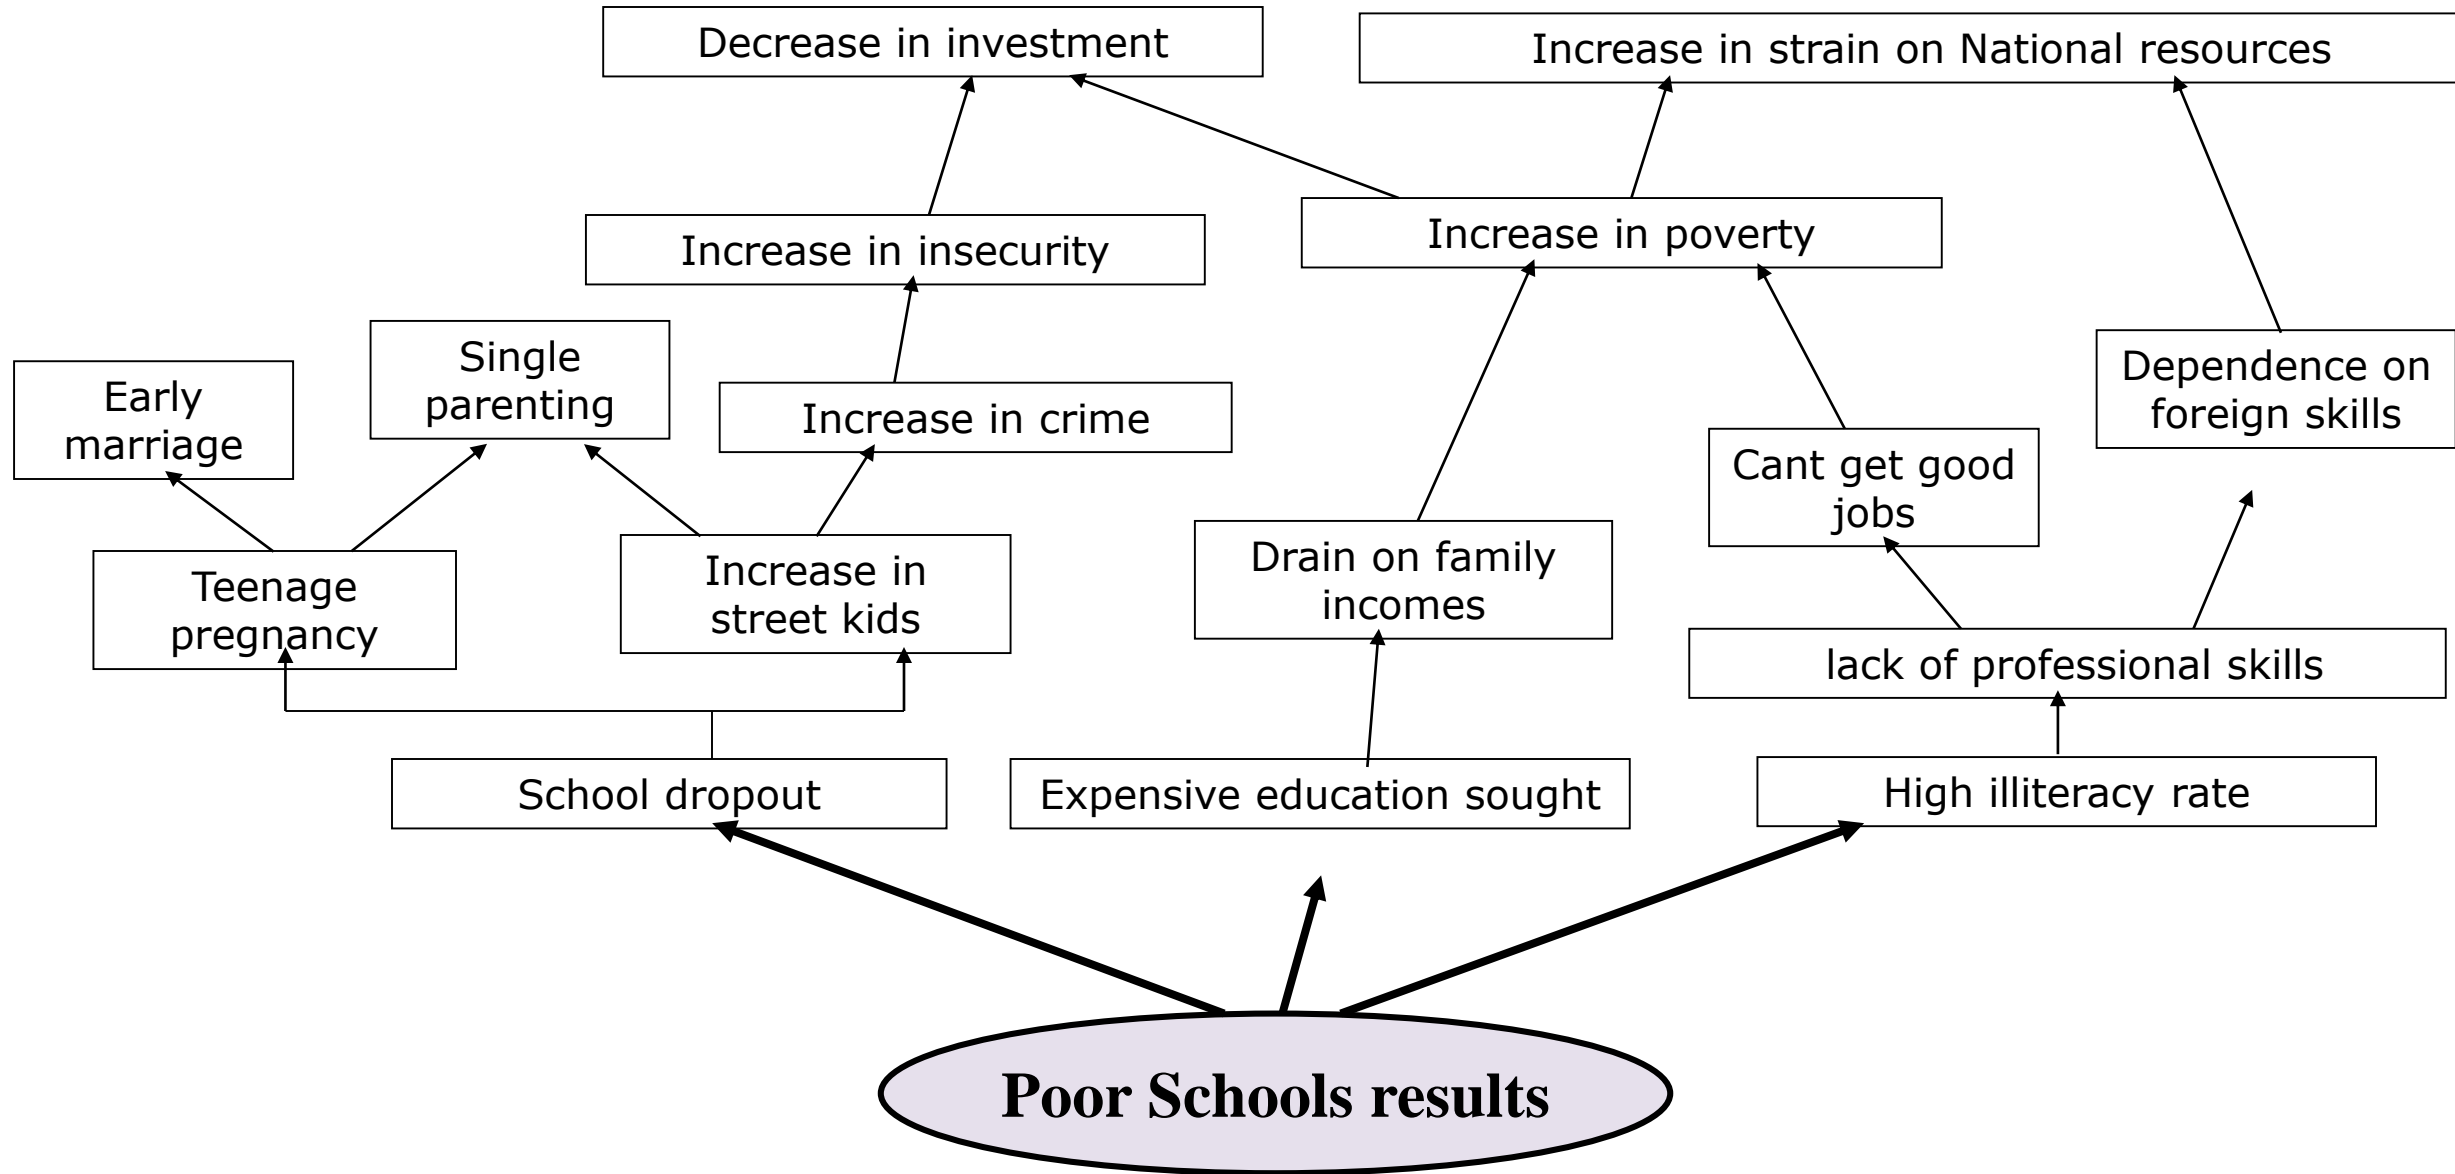 Decrease in investment
Increase in strain on National resources
Increase in insecurity
Increase in poverty
Early
marriage
Single
parenting
Increase in crime
Dependence on
foreign skills
Cant get good
jobs
Teenage
pregnancy
Increase in
street kids
Drain on family
incomes
lack of professional skills
School dropout
Expensive education sought
High illiteracy rate
Poor Schools results